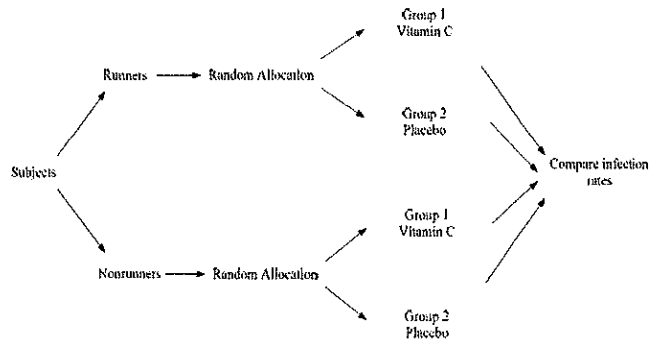 Group 1
Vitamin C
Runners
Random Allocation
Group 2
Placebo
Subjects
Compare infection
rates
Group 1
Vitamin C
Nonrunners
Random Allocation
Group 2
Placebo